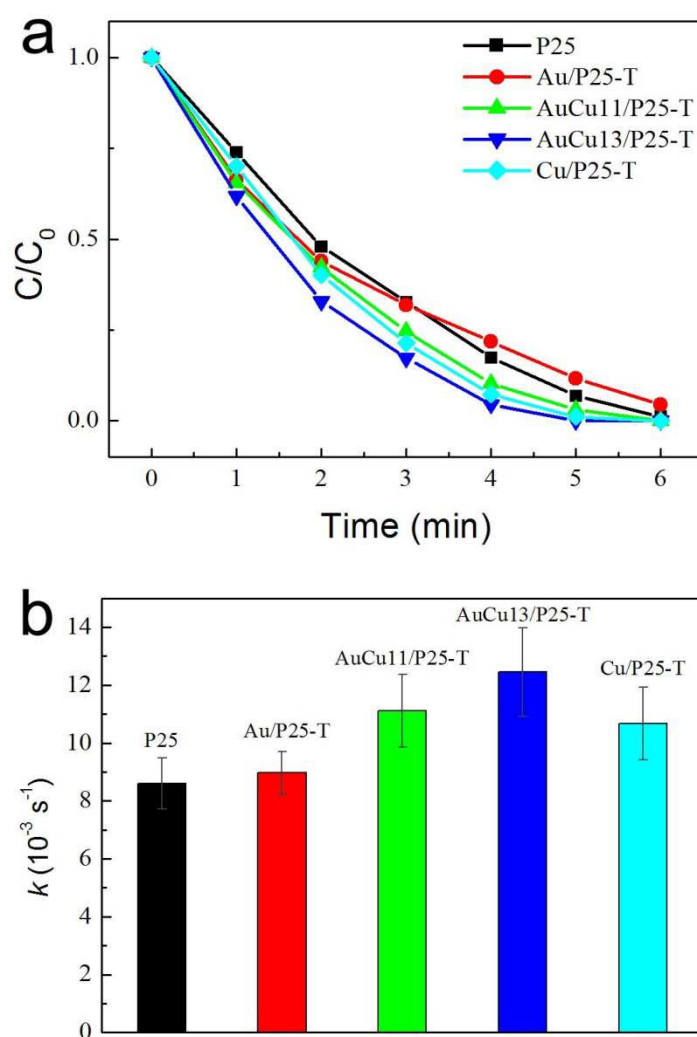 a
P25
Au/P25-T
AuCu11/P25-T
AuCu13/P25-T
Cu/P25-T
1.0
0.5
0.0
C/C₀
0 1 2 3 4 5 6
Time (min)
b
14
12
10
8
6
4
2
0
k (10⁻³ s⁻¹)
P25
Au/P25-T
AuCu11/P25-T
AuCu13/P25-T
Cu/P25-T